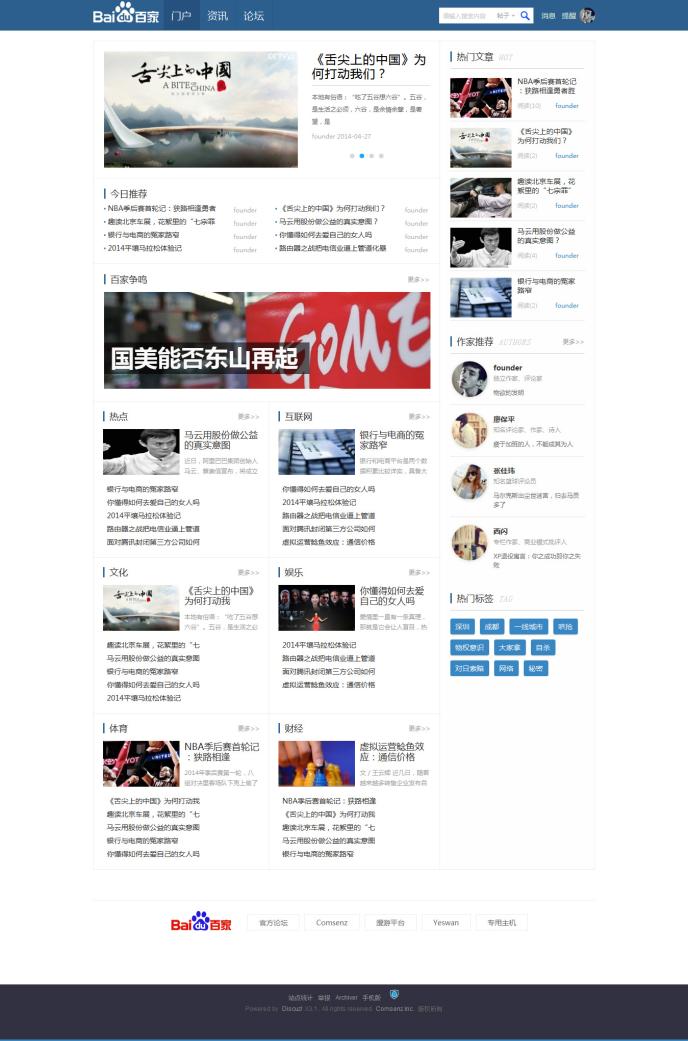 Bai du 百家 门户 资讯 论坛 请输入搜索内容 帖子 消息 提醒
CCTV
舌尖上的中国
A BITE OF CHINA
《舌尖上的中国》为
何打动我们？
本地有俗语：“吃了五谷想六谷”。五谷，
是生活之必须，六谷，是余情余馨，是奢
望，是
founder 2014-04-27
今日推荐
NBA季后赛首轮记：狭路相逢勇者 founder
趣读北京车展，花絮里的“七宗罪 founder
银行与电商的冤家路窄 founder
2014平壤马拉松体验记 founder
《舌尖上的中国》为何打动我们？ founder
马云用股份做公益的真实意图？ founder
你懂得如何去爱自己的女人吗 founder
路由器之战把电信业逼上管道化暴 founder
百家争鸣 更多>>
GOME
国美能否东山再起
热点 更多>>
马云用股份做公益
的真实意图
近日，阿里巴巴集团创始人
马云、蔡崇信宣布，将成立
银行与电商的冤家路窄
你懂得如何去爱自己的女人吗
2014平壤马拉松体验记
路由器之战把电信业逼上管道
面对腾讯封闭第三方公司如何
互联网 更多>>
银行与电商的冤
家路窄
银行和电商平台是两个数
据积累比较详实，具备大
你懂得如何去爱自己的女人吗
2014平壤马拉松体验记
路由器之战把电信业逼上管道
面对腾讯封闭第三方公司如何
虚拟运营鲶鱼效应：通信价格
文化 更多>>
《舌尖上的中国》
为何打动我
本地有俗语：“吃了五谷想
六谷”。五谷，是生活之必
趣读北京车展，花絮里的“七
马云用股份做公益的真实意图
银行与电商的冤家路窄
你懂得如何去爱自己的女人吗
2014平壤马拉松体验记
娱乐 更多>>
你懂得如何去爱
自己的女人吗
爱情里一直有一条真理，
那就是它会让人盲目，热
2014平壤马拉松体验记
路由器之战把电信业逼上管道
面对腾讯封闭第三方公司如何
虚拟运营鲶鱼效应：通信价格
体育 更多>>
NBA季后赛首轮记
：狭路相逢
2014年季后赛第一轮，八
组对决里客场队下克上偷了
《舌尖上的中国》为何打动我
趣读北京车展，花絮里的“七
马云用股份做公益的真实意图
银行与电商的冤家路窄
你懂得如何去爱自己的女人吗
财经 更多>>
虚拟运营鲶鱼效
应：通信价格
文 / 王云辉 近几日，随着
越来越多转售企业发布自
NBA季后赛首轮记：狭路相逢
《舌尖上的中国》为何打动我
趣读北京车展，花絮里的“七
马云用股份做公益的真实意图
银行与电商的冤家路窄
热门文章 HOT
NBA季后赛首轮记
：狭路相逢勇者胜
阅读(10) founder
《舌尖上的中国》
为何打动我们？
阅读(2) founder
趣读北京车展，花
絮里的“七宗罪”
阅读(2) founder
马云用股份做公益
的真实意图？
阅读(4) founder
银行与电商的冤家
路窄
阅读(2) founder
作家推荐 AUTHORS 更多>>
founder
独立作家、评论家
物欲的发明
廖保平
知名评论家、作家、诗人
疲于加班的人，不能成其为人
张佳玮
知名篮球评论员
马尔克斯出尘世迷宫，归去马贡
多了
西闪
专栏作家、商业模式批评人
XP退役寓言：你之成功即你之失
败
热门标签 TAG
深圳 成都 一线城市 哄抢
物权意识 大家拿 自杀
对日索赔 网络 秘密
Bai du 百家 官方论坛 Comsenz 漫游平台 Yeswan 专用主机
站点统计 举报 Archiver 手机版
Powered by Discuz! X3.1 . All rights reserved. Comsenz Inc. 版权所有